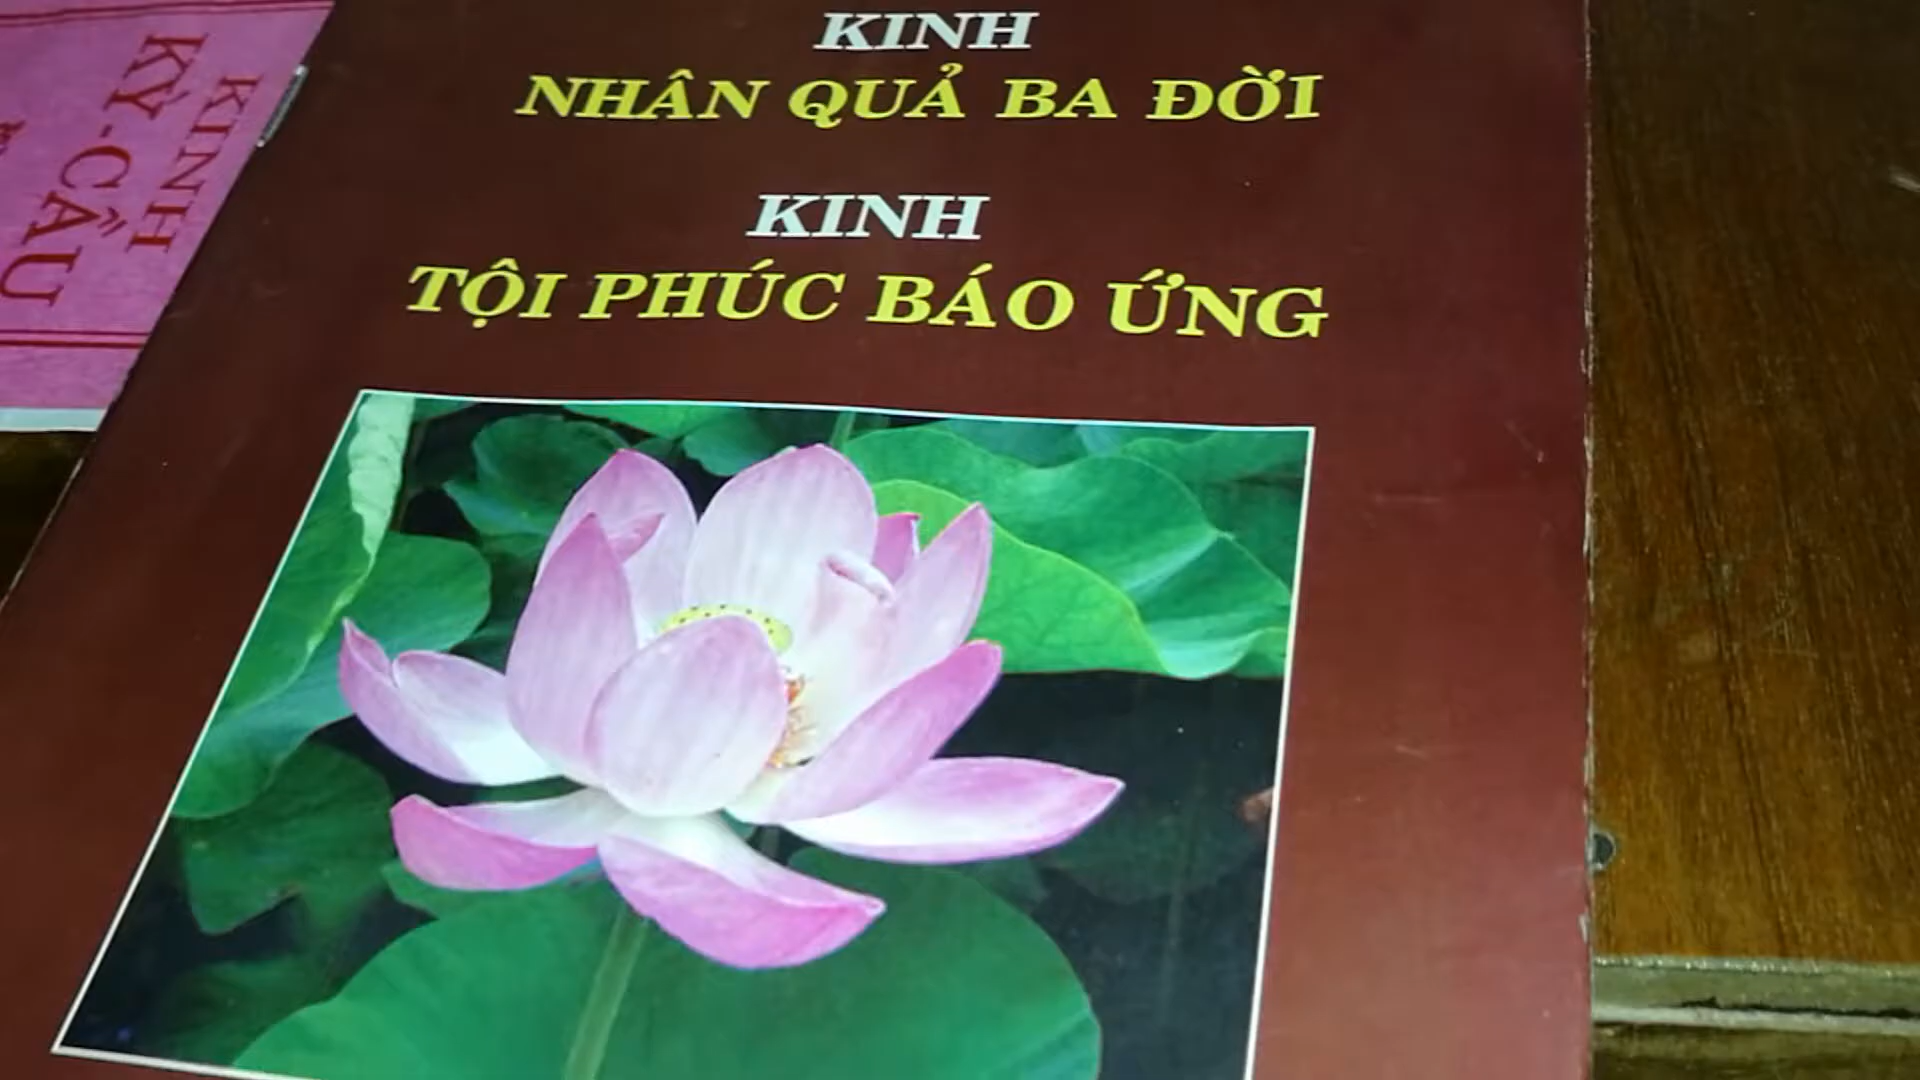 KINH
NHÂN QUẢ BA ĐỜI
KINH
TỘI PHÚC BÁO ỨNG
KINH
KỲ-CẦU